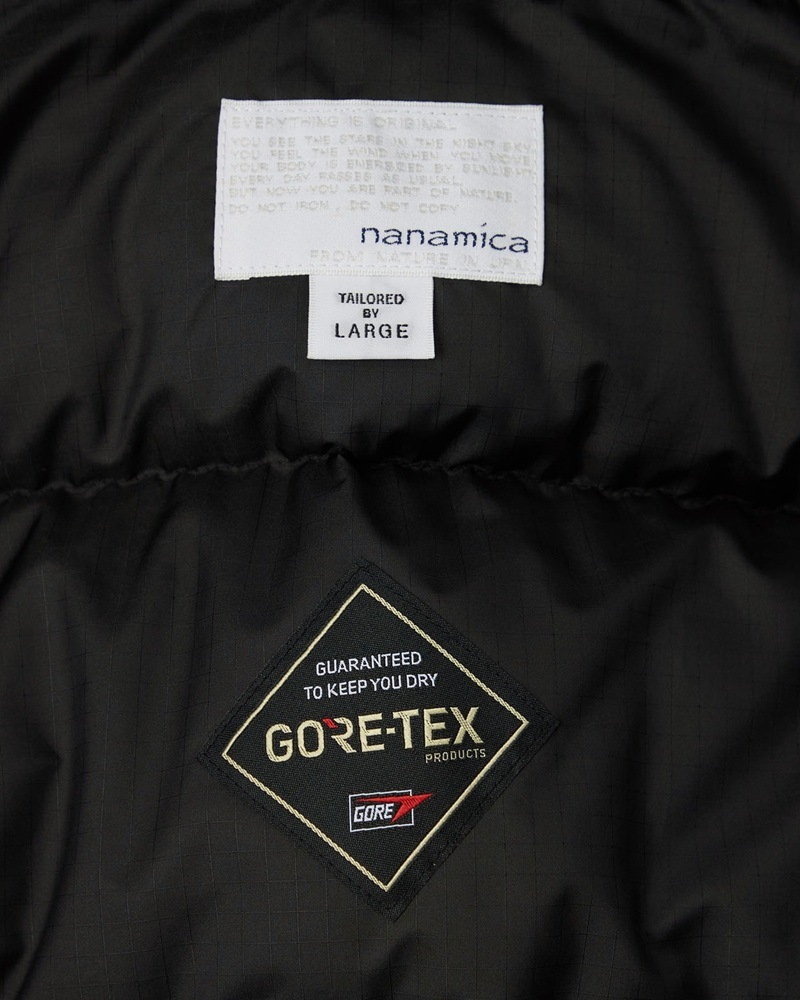 EVERYTHING IS ORIGINAL
YOU SEE THE STARS IN THE NIGHT SKY.
YOU FEEL THE WIND WHEN YOU MOVE.
YOUR BODY IS ENERGIZED BY SUNLIGHT.
EVERY DAY PASSES AS USUAL.
BUT NOW YOU ARE PART OF NATURE.
DO NOT IRON, DO NOT COPY
nanamica
FROM NATURE IN JPN
TAILORED
BY
LARGE
GUARANTEED
TO KEEP YOU DRY
GORE-TEX
PRODUCTS
GORE